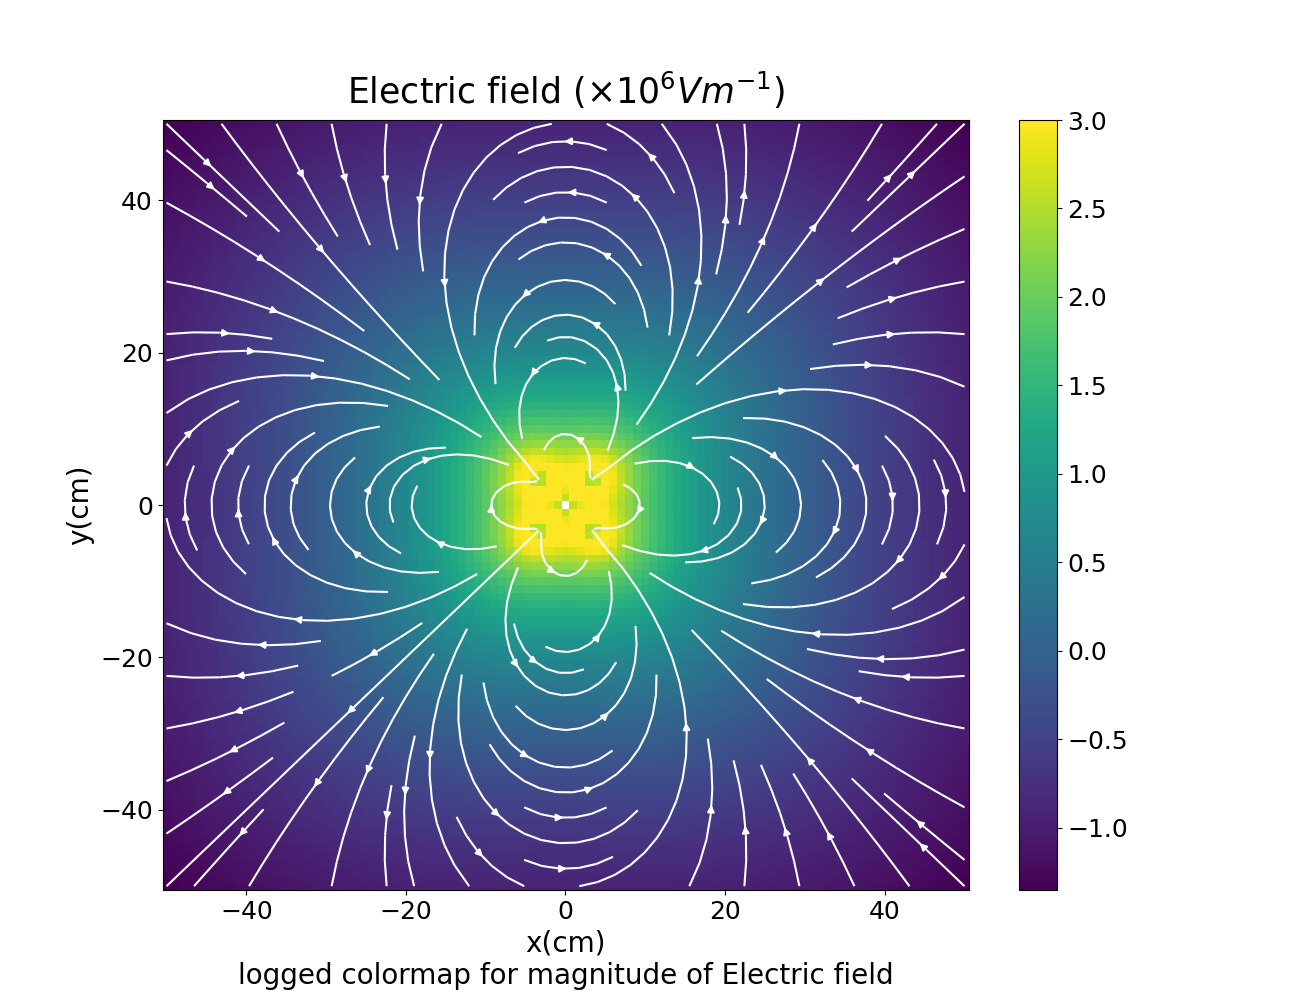 Electric field (×10⁶Vm⁻¹)
3.0
2.5
2.0
1.5
1.0
0.5
0.0
−0.5
−1.0
40
20
0
−20
−40
y(cm)
−40 −20 0 20 40
x(cm)
logged colormap for magnitude of Electric field